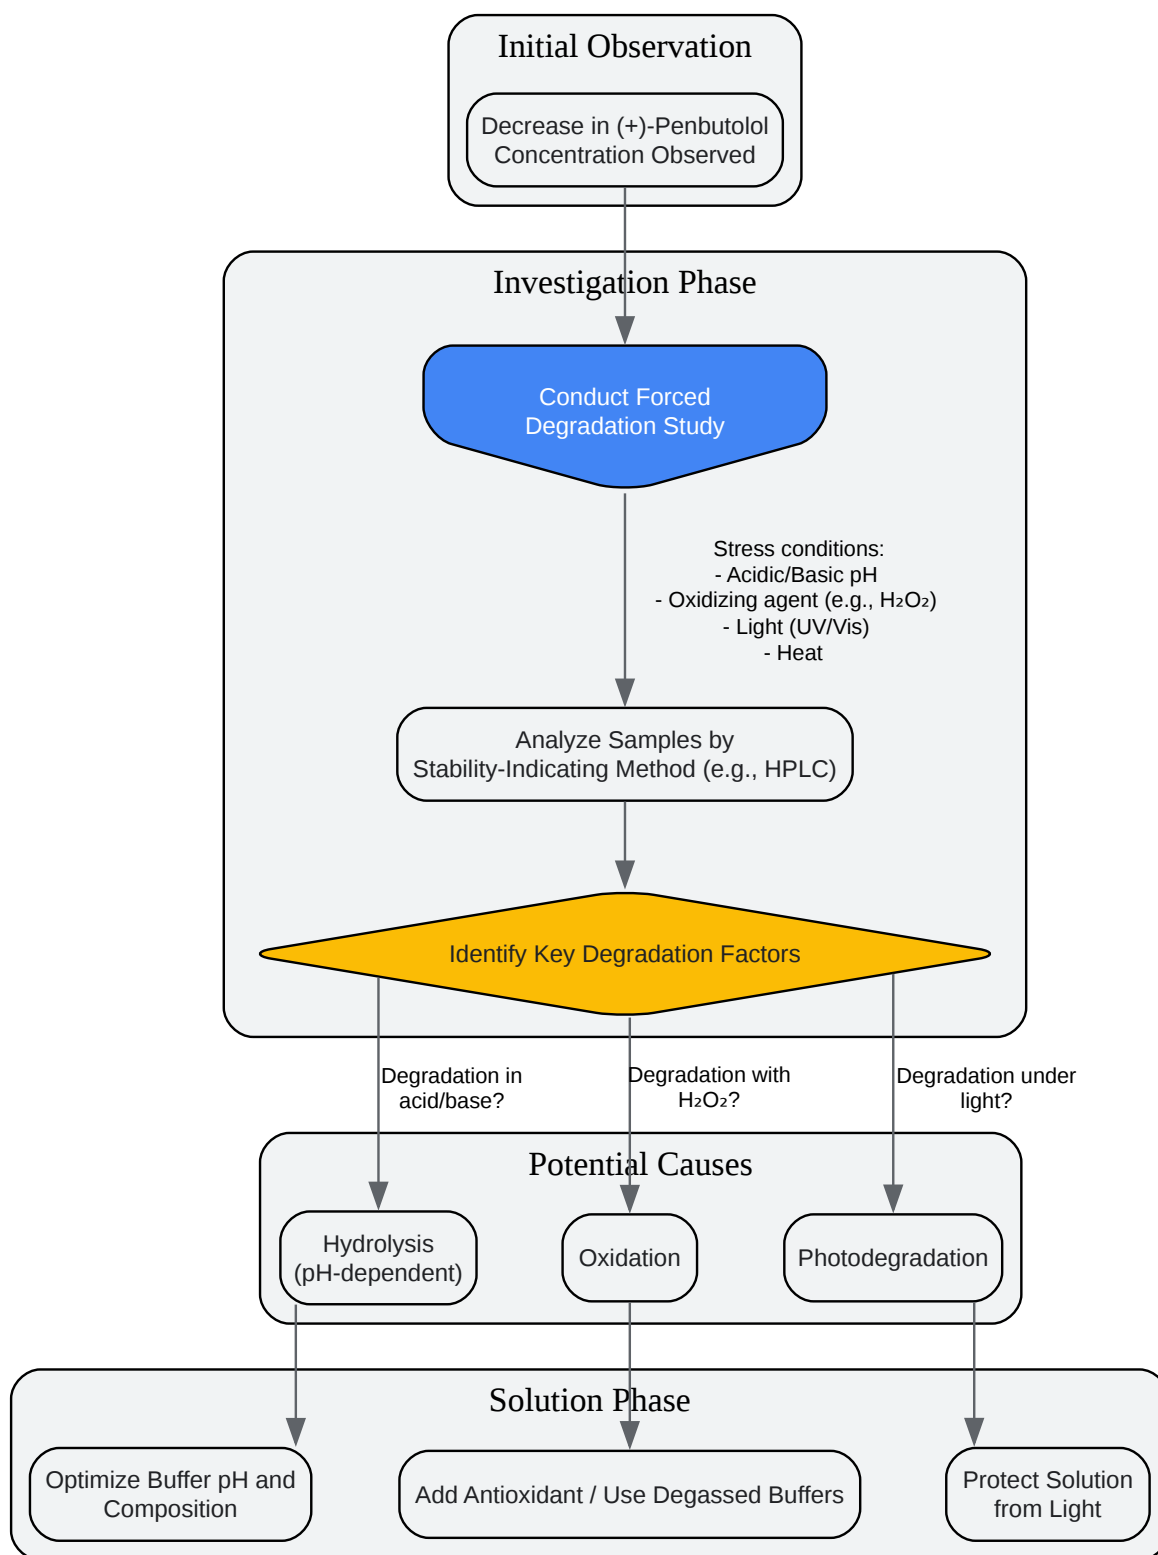 Initial Observation
Decrease in (+)-Penbutolol
Concentration Observed
Investigation Phase
Conduct Forced
Degradation Study
Stress conditions:
- Acidic/Basic pH
- Oxidizing agent (e.g., H₂O₂)
- Light (UV/Vis)
- Heat
Analyze Samples by
Stability-Indicating Method (e.g., HPLC)
Identify Key Degradation Factors
Degradation in
acid/base?
Degradation with
H₂O₂?
Degradation under
light?
Potential Causes
Hydrolysis
(pH-dependent)
Oxidation
Photodegradation
Solution Phase
Optimize Buffer pH and
Composition
Add Antioxidant / Use Degassed Buffers
Protect Solution
from Light